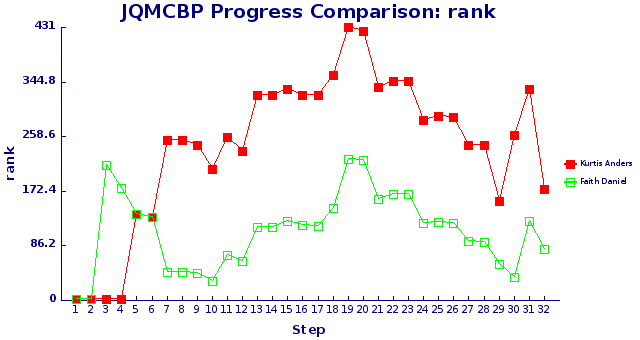 JQMCBP Progress Comparison: rank
431
344.8
258.6
172.4
86.2
0
rank
1 2 3 4 5 6 7 8 9 10 11 12 13 14 15 16 17 18 19 20 21 22 23 24 25 26 27 28 29 30 31 32
Step
Kurtis Anders
Faith Daniel